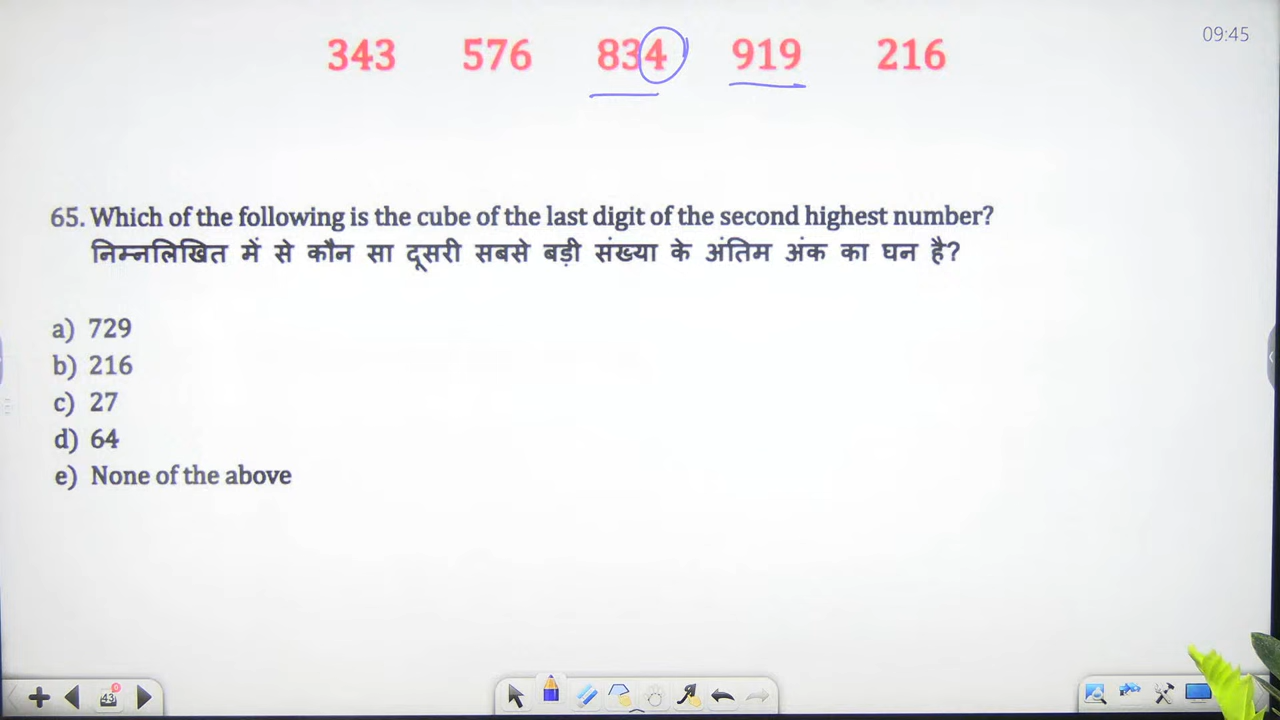 343 576 834 919 216
09:45
65. Which of the following is the cube of the last digit of the second highest number?
निम्नलिखित में से कौन सा दूसरी सबसे बड़ी संख्या के अंतिम अंक का घन है?
a) 729
b) 216
c) 27
d) 64
e) None of the above
43